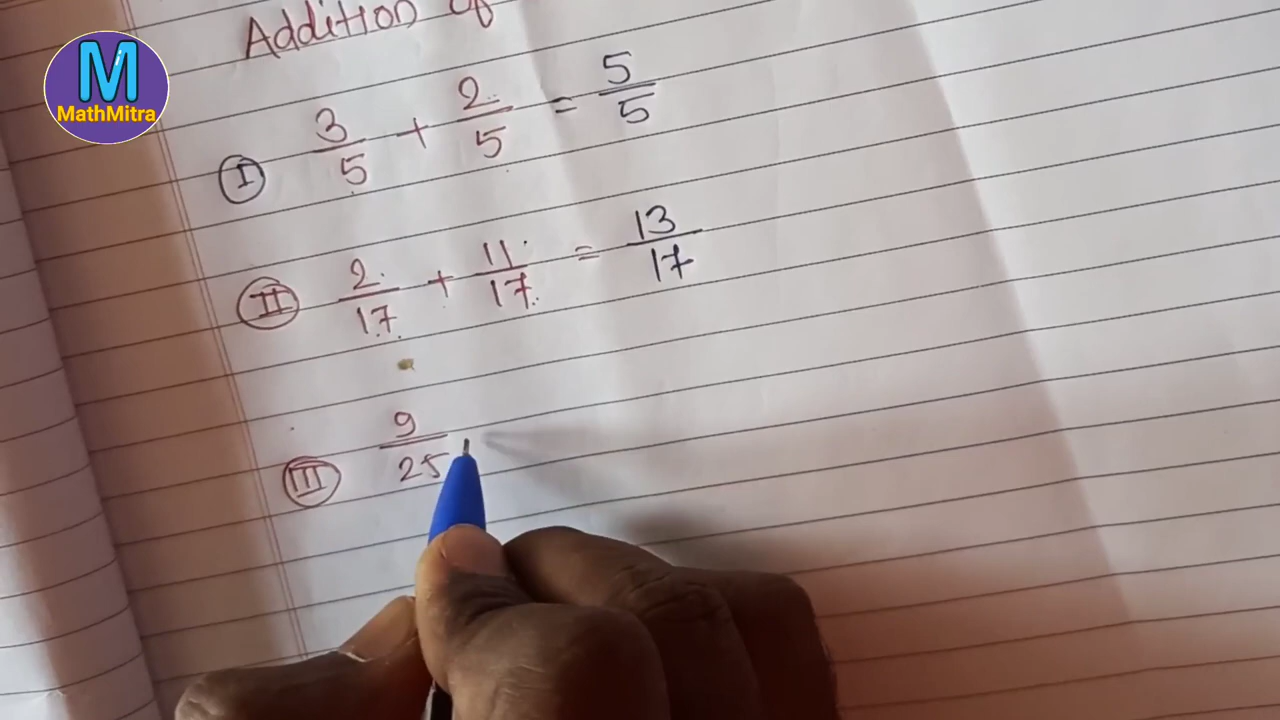 M
MathMitra
Addition of
I 3/5 + 2/5 = 5/5
II 2/17 + 11/17 = 13/17
III 9/25